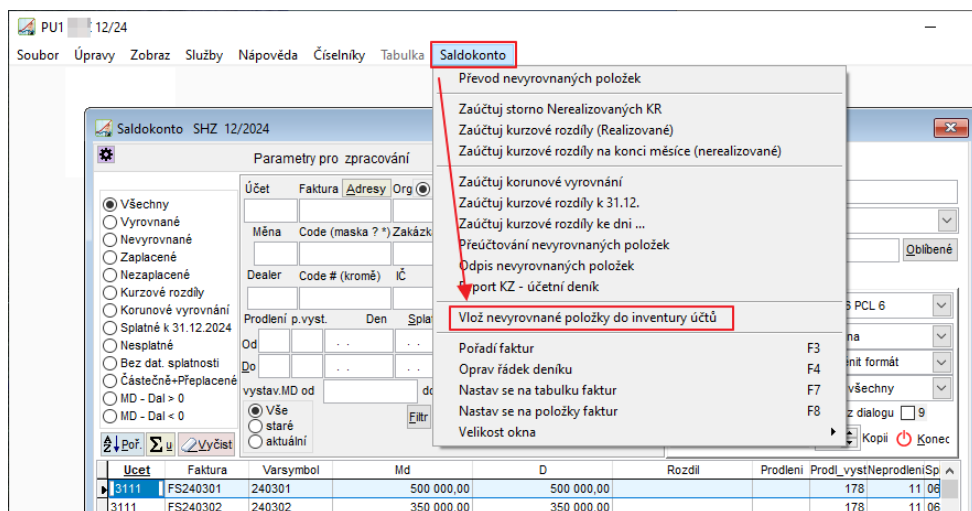 PU1 12/24
Soubor Úpravy Zobraz Služby Nápověda Číselníky Tabulka Saldokonto
Převod nevyrovnaných položek
Zaúčtuj storno Nerealizovaných KR
Zaúčtuj kurzové rozdíly (Realizované)
Zaúčtuj kurzové rozdíly na konci měsíce (nerealizované)
Zaúčtuj korunové vyrovnání
Zaúčtuj kurzové rozdíly k 31.12.
Zaúčtuj kurzové rozdíly ke dni ...
Přeúčtování nevyrovnaných položek
Odpis nevyrovnaných položek
Export KZ - účetní deník
Vlož nevyrovnané položky do inventury účtů
Pořadí faktur F3
Oprav řádek deníku F4
Nastav se na tabulku faktur F7
Nastav se na položky faktur F8
Velikost okna
Saldokonto SHZ 12/2024
Parametry pro zpracování
Všechny
Vyrovnané
Nevyrovnané
Zaplacené
Nezaplacené
Kurzové rozdíly
Korunové vyrovnání
Splatné k 31.12.2024
Nesplatné
Bez dat. splatnosti
Částečně+Přeplacené
MD - Dal > 0
MD - Dal < 0
Poř. Σ u Vyčist
Účet Faktura Adresy Org
Měna Code (maska ? *) Zakázk
Dealer Code # (kromě) IČ
Prodlení p.vyst. Den Splat
Od . . . .
Do . . . .
vystav.MD od do
Vše
staré
aktuální
Filtr
Oblíbené
6 PCL 6
na
nit formát
všechny
z dialogu 9
Kopií Konec
Ucet Faktura Varsymbol Md D Rozdil Prodleni Prodl_vyst Neprodleni Sp
3111 FS240301 240301 500 000,00 500 000,00 178 11 06
3111 FS240302 240302 350 000,00 350 000,00 178 11 06